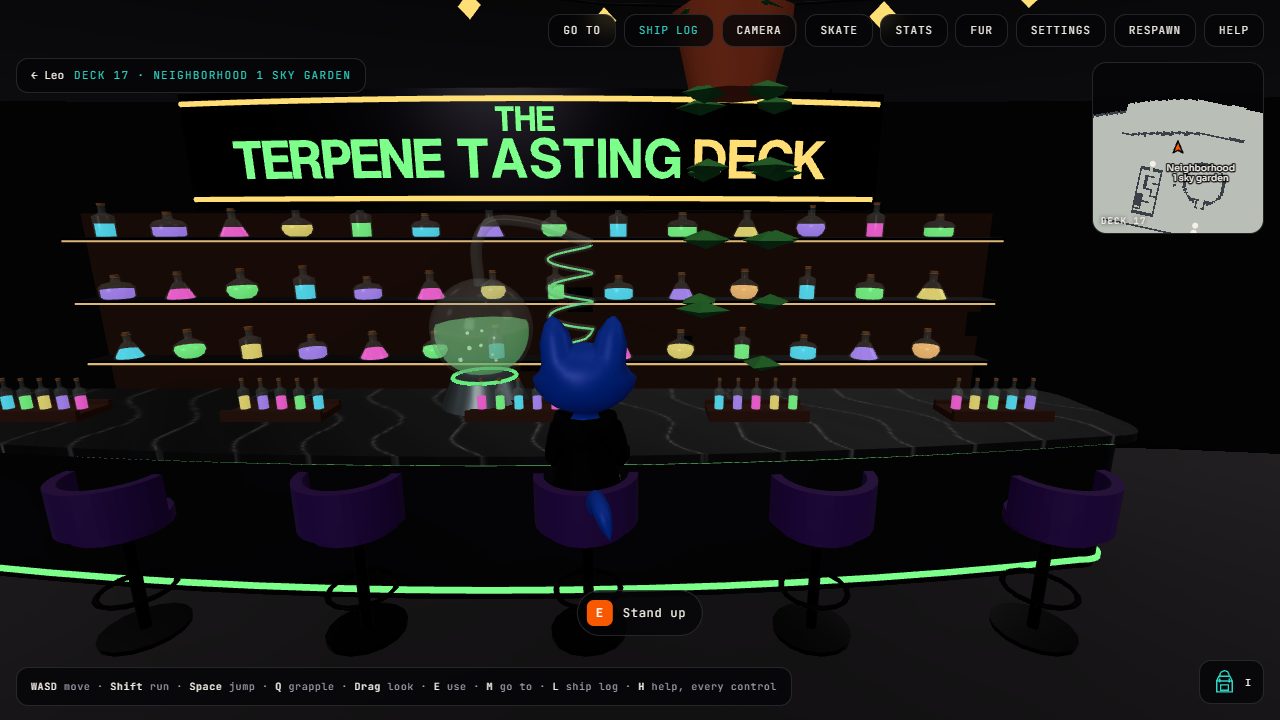 GO TO
SHIP LOG
CAMERA
SKATE
STATS
FUR
SETTINGS
RESPAWN
HELP
← Leo DECK 17 · NEIGHBORHOOD 1 SKY GARDEN
THE
TERPENE TASTING DECK
Neighborhood
1 sky garden
DECK 17
E Stand up
WASD move · Shift run · Space jump · Q grapple · Drag look · E use · M go to · L ship log · H help, every control
I